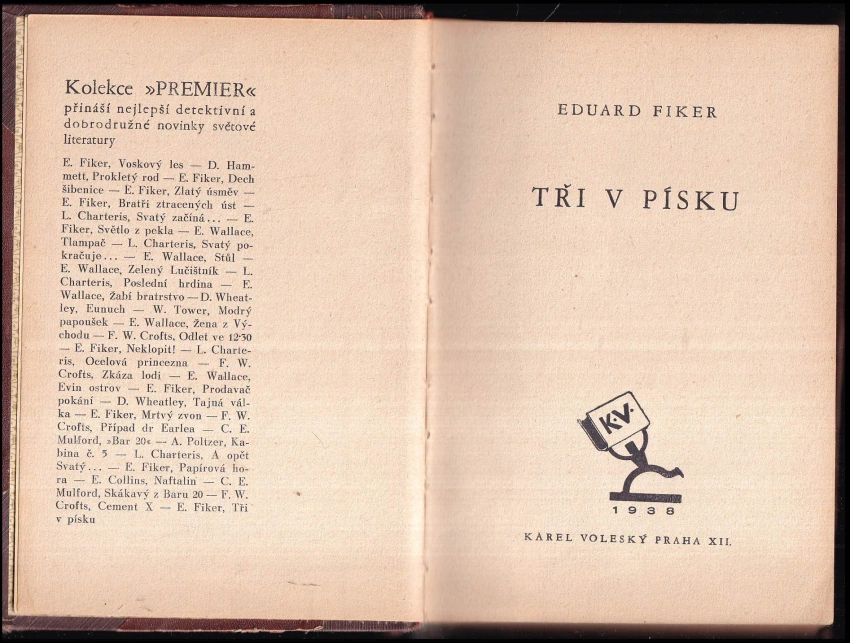 Kolekce »PREMIER«
přináší nejlepší detektivní a
dobrodružné novinky světové
literatury
E. Fiker, Voskový les — D. Ham-
mett, Prokletý rod — E. Fiker, Dech
šibenice — E. Fiker, Zlatý úsměv —
E. Fiker, Bratři ztracených úst —
L. Charteris, Svatý začíná... — E.
Fiker, Světlo z pekla — E. Wallace,
Tlampač — L. Charteris, Svatý po-
kračuje... — E. Wallace, Stůl —
E. Wallace, Zelený Lučištník — L.
Charteris, Poslední hrdina — E.
Wallace, Žabí bratrstvo — D. Wheat-
ley, Eunuch — W. Tower, Modrý
papoušek — E. Wallace, Žena z Vý-
chodu — F. W. Crofts, Odlet ve 12·30
— E. Fiker, Neklopit! — L. Charte-
ris, Ocelová princezna — F. W.
Crofts, Zkáza lodi — E. Wallace,
Evin ostrov — E. Fiker, Prodavač
pokání — D. Wheatley, Tajná vál-
ka — E. Fiker, Mrtvý zvon — F. W.
Crofts, Případ dr Earlea — C. E.
Mulford, »Bar 20« — A. Poltzer, Ka-
bina č. 5 — L. Charteris, A opět
Svatý... — E. Fiker, Papírová ho-
ra — E. Collins, Naftalin — C. E.
Mulford, Skákavý z Baru 20 — F. W.
Crofts, Cement X — E. Fiker, Tři
v písku
EDUARD FIKER
TŘI V PÍSKU
K.V.
1938
KAREL VOLESKÝ PRAHA XII.